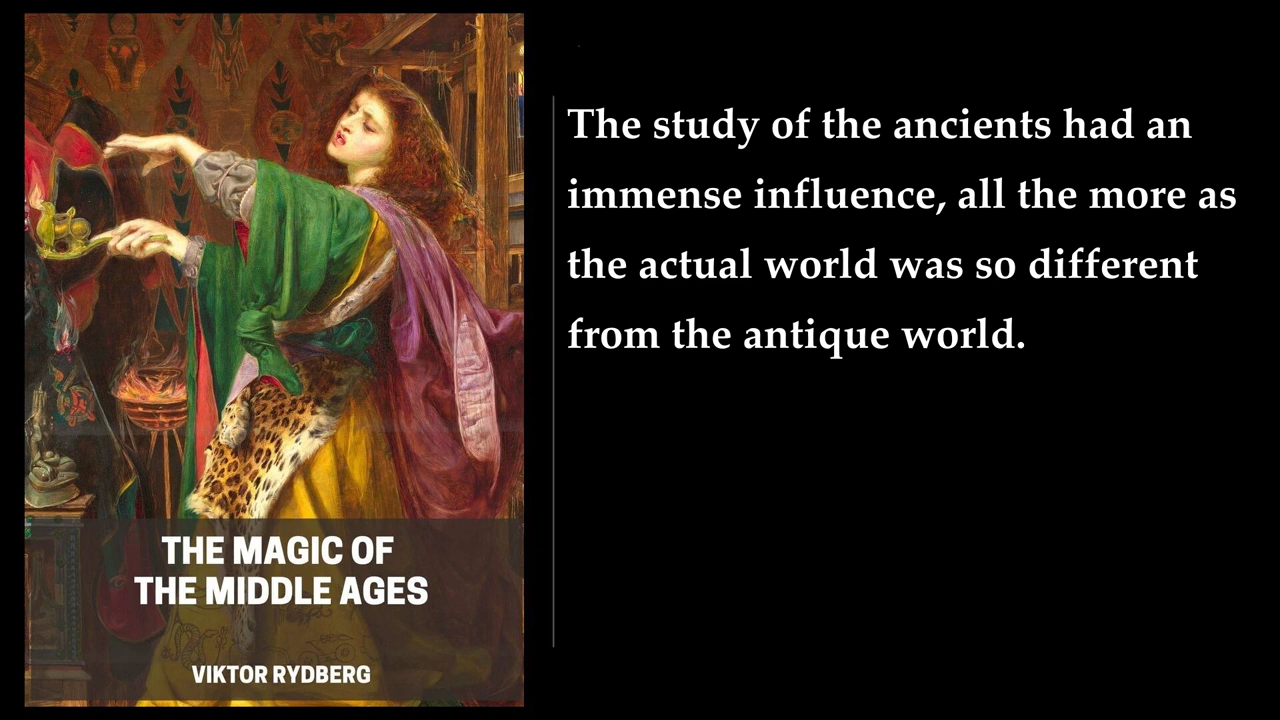 The study of the ancients had an
immense influence, all the more as
the actual world was so different
from the antique world.
THE MAGIC OF
THE MIDDLE AGES
VIKTOR RYDBERG